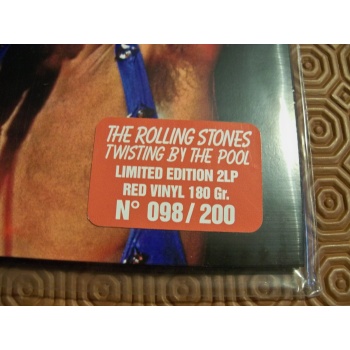 THE ROLLING STONES
TWISTING BY THE POOL
LIMITED EDITION 2LP
RED VINYL 180 Gr.
N° 098/200